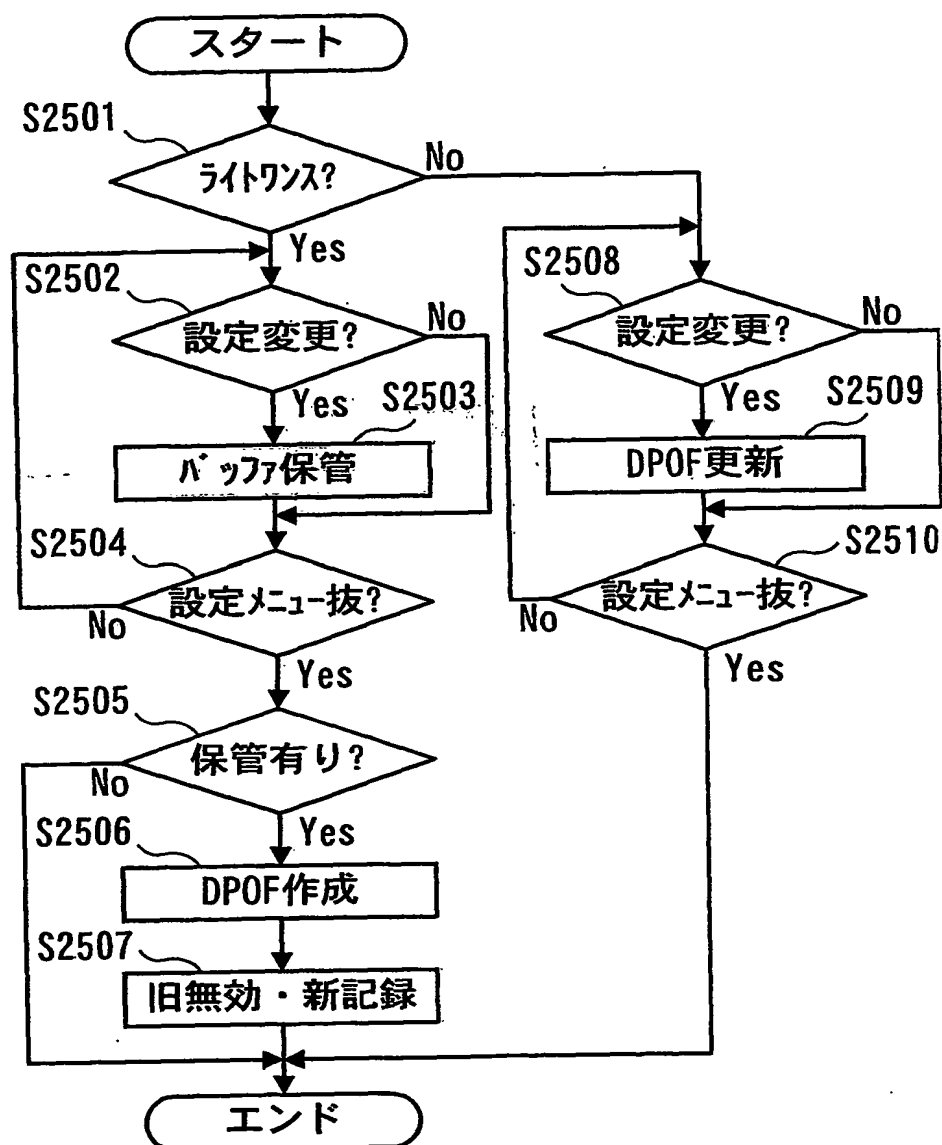 スタート
S2501
ライトワンス?
No
Yes
S2502
設定変更?
No
Yes
S2503
バッファ保管
S2504
設定メニュー抜?
No
Yes
S2505
保管有り?
No
Yes
S2506
DPOF作成
S2507
旧無効・新記録
S2508
設定変更?
No
Yes
S2509
DPOF更新
S2510
設定メニュー抜?
No
Yes
エンド